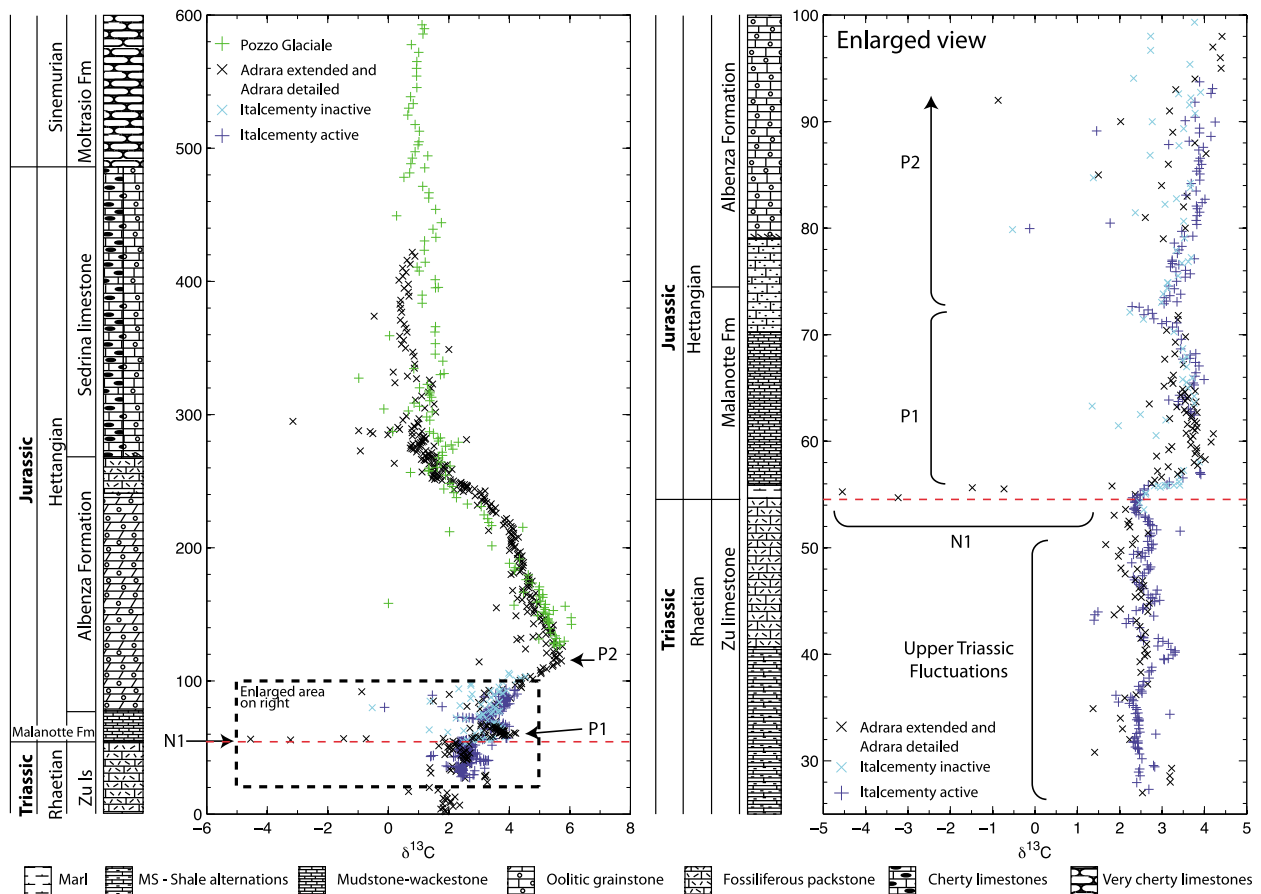 600
500
400
300
200
100
0
−6
−4
−2
0
2
4
6
8
δ13C
Jurassic
Triassic
Sinemurian
Hettangian
Rhaetian
Moltrasio Fm
Sedrina limestone
Albenza Formation
Malanotte Fm
Zu ls
Pozzo Glaciale
Adrara extended and
Adrara detailed
Italcementy inactive
Italcementy active
P2
P1
N1
Enlarged area
on right
Jurassic
Triassic
Hettangian
Rhaetian
Albenza Formation
Malanotte Fm
Zu limestone
Enlarged view
100
90
80
70
60
50
40
30
−5
−4
−3
−2
−1
0
1
2
3
4
5
δ13C
P2
P1
N1
Upper Triassic
Fluctuations
Adrara extended and
Adrara detailed
Italcementy inactive
Italcementy active
Marl
MS - Shale alternations
Mudstone-wackestone
Oolitic grainstone
Fossiliferous packstone
Cherty limestones
Very cherty limestones